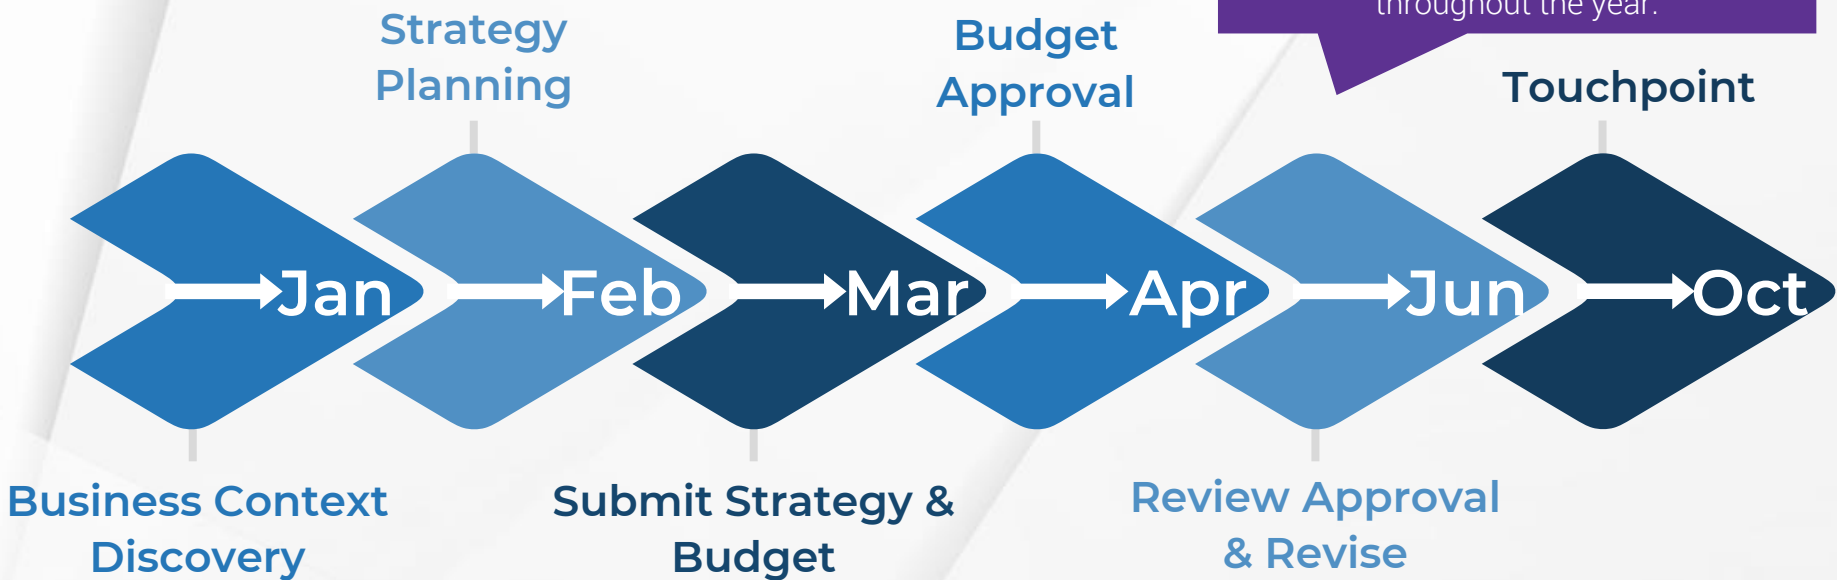 throughout the year.
Strategy
Planning
Budget
Approval
Touchpoint
Jan
Feb
Mar
Apr
Jun
Oct
Business Context
Discovery
Submit Strategy &
Budget
Review Approval
& Revise